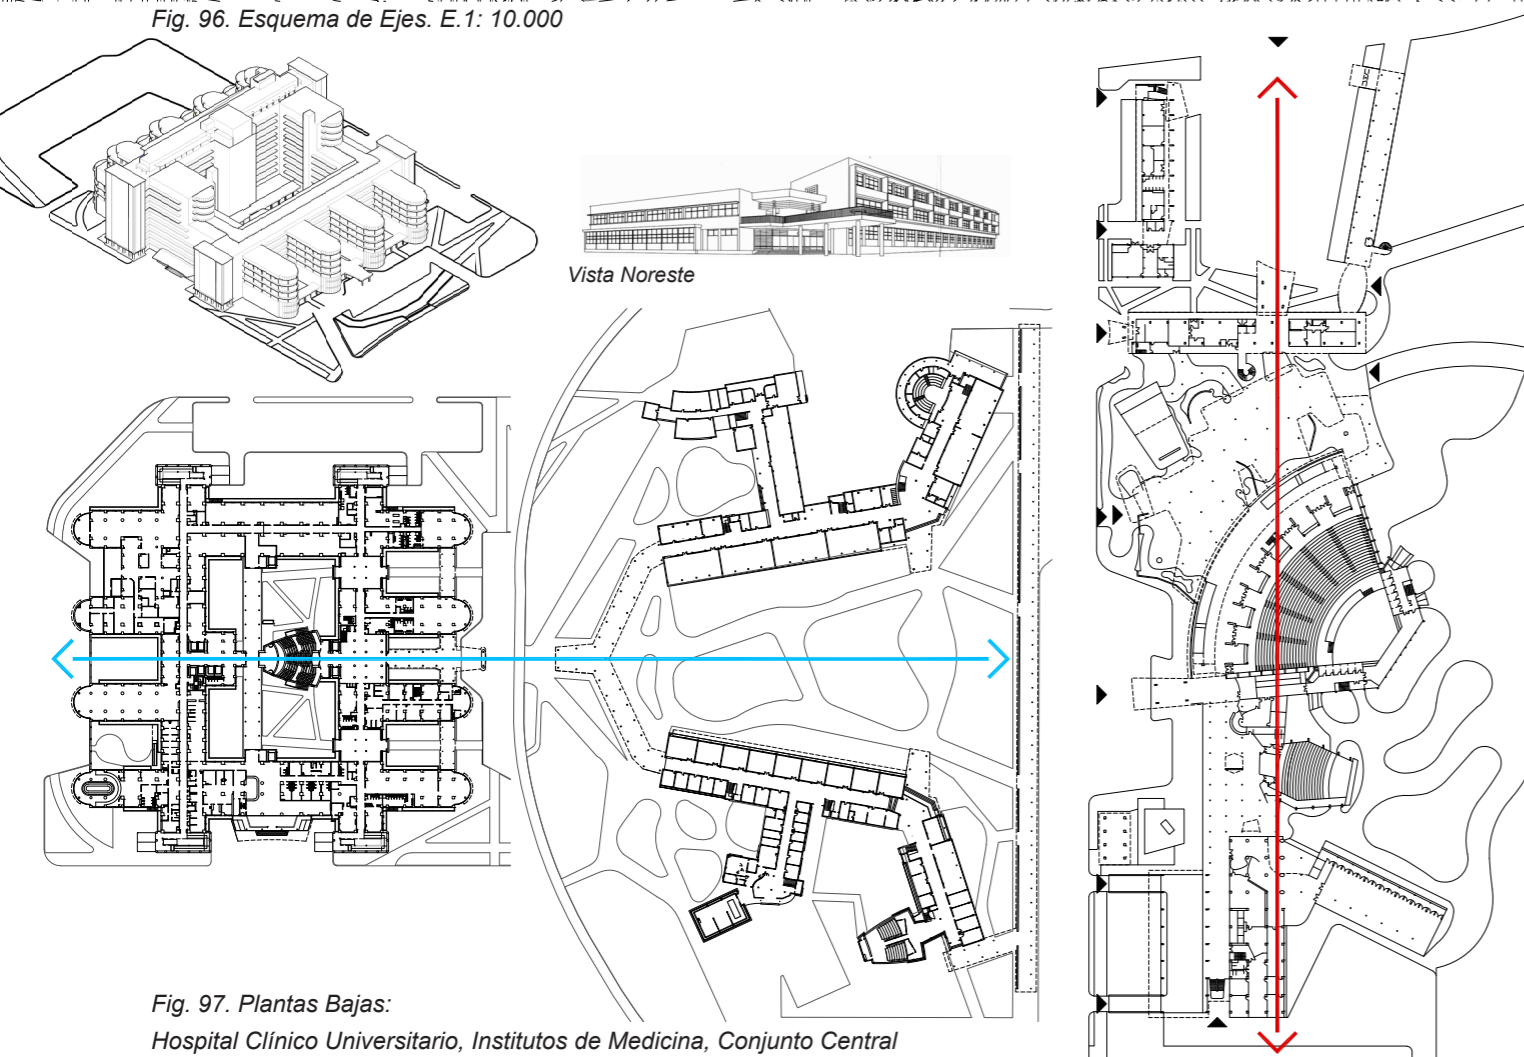 Fig. 96. Esquema de Ejes. E.1: 10.000
Vista Noreste
Fig. 97. Plantas Bajas:
Hospital Clínico Universitario, Institutos de Medicina, Conjunto Central